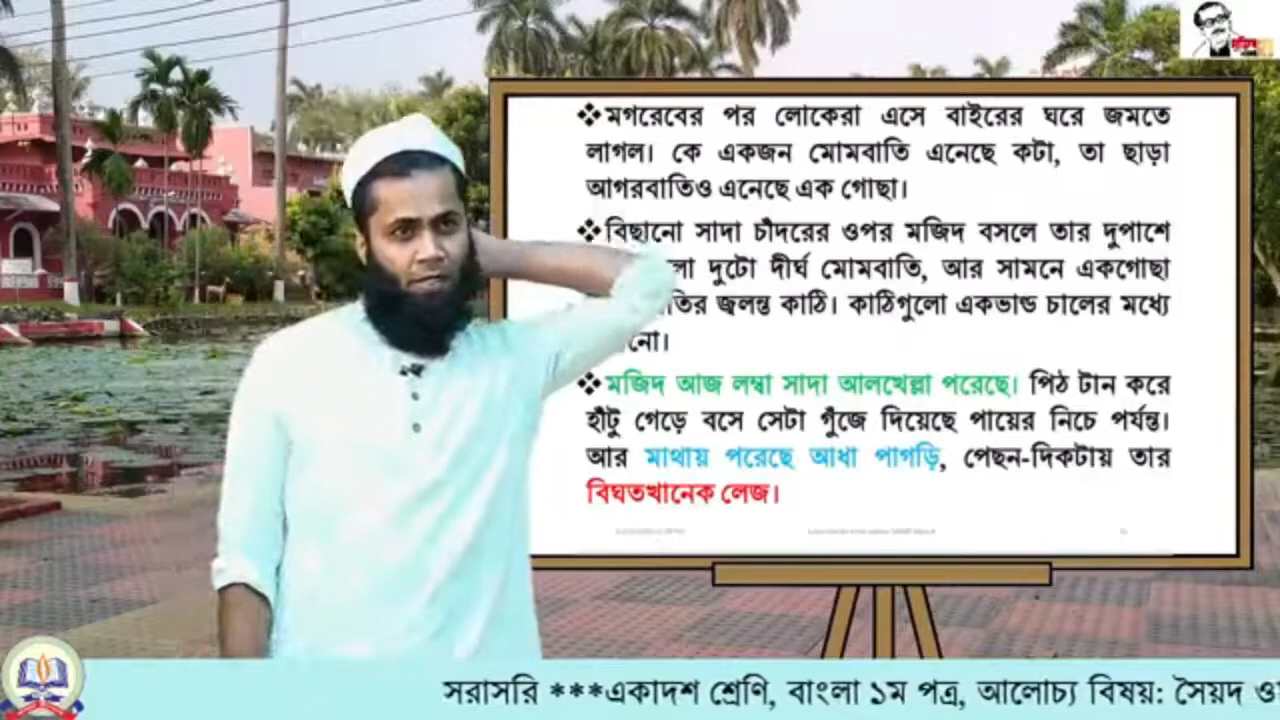 ❖মগরেবের পর লোকেরা এসে বাইরের ঘরে জমতে
লাগল। কে একজন মোমবাতি এনেছে কটা, তা ছাড়া
আগরবাতিও এনেছে এক গোছা।
❖বিছানো সাদা চাঁদরের ওপর মজিদ বসলে তার দুপাশে
দুটো দীর্ঘ মোমবাতি, আর সামনে একগোছা
জ্বলন্ত কাঠি। কাঠিগুলো একভান্ড চালের মধ্যে
❖মজিদ আজ লম্বা সাদা আলখেল্লা পরেছে। পিঠ টান করে
হাঁটু গেড়ে বসে সেটা গুঁজে দিয়েছে পায়ের নিচে পর্যন্ত।
আর মাথায় পরেছে আধা পাগড়ি, পেছন-দিকটায় তার
বিঘতখানেক লেজ।
সরাসরি ***একাদশ শ্রেণি, বাংলা ১ম পত্র, আলোচ্য বিষয়: সৈয়দ